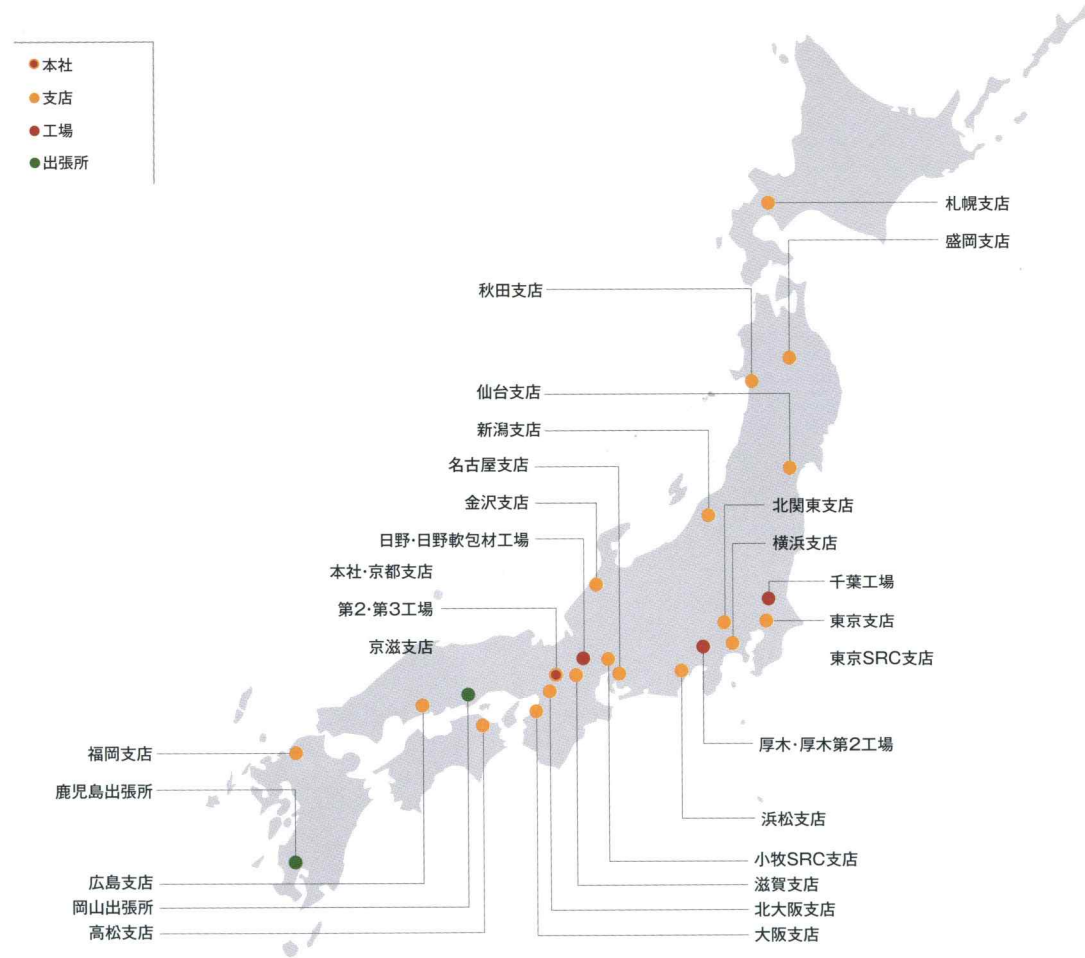 本社
支店
工場
出張所
札幌支店
盛岡支店
秋田支店
仙台支店
新潟支店
名古屋支店
金沢支店
日野・日野軟包材工場
本社・京都支店
第2・第3工場
京滋支店
北関東支店
横浜支店
千葉工場
東京支店
東京SRC支店
厚木・厚木第2工場
浜松支店
小牧SRC支店
滋賀支店
北大阪支店
大阪支店
福岡支店
鹿児島出張所
広島支店
岡山出張所
高松支店